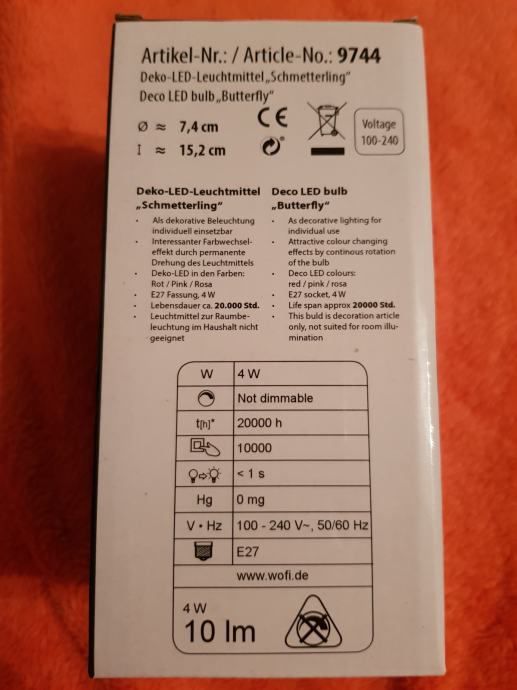 Artikel-Nr.: / Article-No.: 9744
Deko-LED-Leuchtmittel„Schmetterling“
Deco LED bulb„Butterfly“
Ø ≈ 7,4 cm
I ≈ 15,2 cm
CE
Voltage
100-240
Deko-LED-Leuchtmittel
„Schmetterling“
· Als dekorative Beleuchtung
individuell einsetzbar
· Interessanter Farbwechsel-
effekt durch permanente
Drehung des Leuchtmittels
· Deko-LED in den Farben:
Rot / Pink / Rosa
· E27 Fassung, 4 W
· Lebensdauer ca. 20.000 Std.
· Leuchtmittel zur Raumbe-
leuchtung im Haushalt nicht
geeignet
Deco LED bulb
„Butterfly“
· As decorative lighting for
individual use
· Attractive colour changing
effects by continous rotation
of the bulb
· Deco LED colours:
red / pink / rosa
· E27 socket, 4 W
· Life span approx 20000 Std.
· This buld is decoration article
only, not suited for room illu-
mination
W 4 W
Not dimmable
t[h]* 20000 h
10000
< 1 s
Hg 0 mg
V • Hz 100 - 240 V~, 50/60 Hz
E27
www.wofi.de
4 W
10 lm